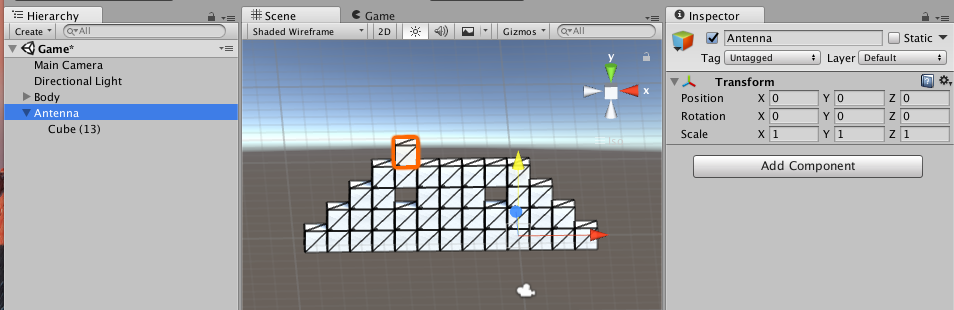 Hierarchy
Create All
Game*
Main Camera
Directional Light
Body
Antenna
Cube (13)
Scene Game
Shaded Wireframe 2D Gizmos All
y
x
Iso
Inspector
Antenna Static
Tag Untagged Layer Default
Transform
Position X 0 Y 0 Z 0
Rotation X 0 Y 0 Z 0
Scale X 1 Y 1 Z 1
Add Component